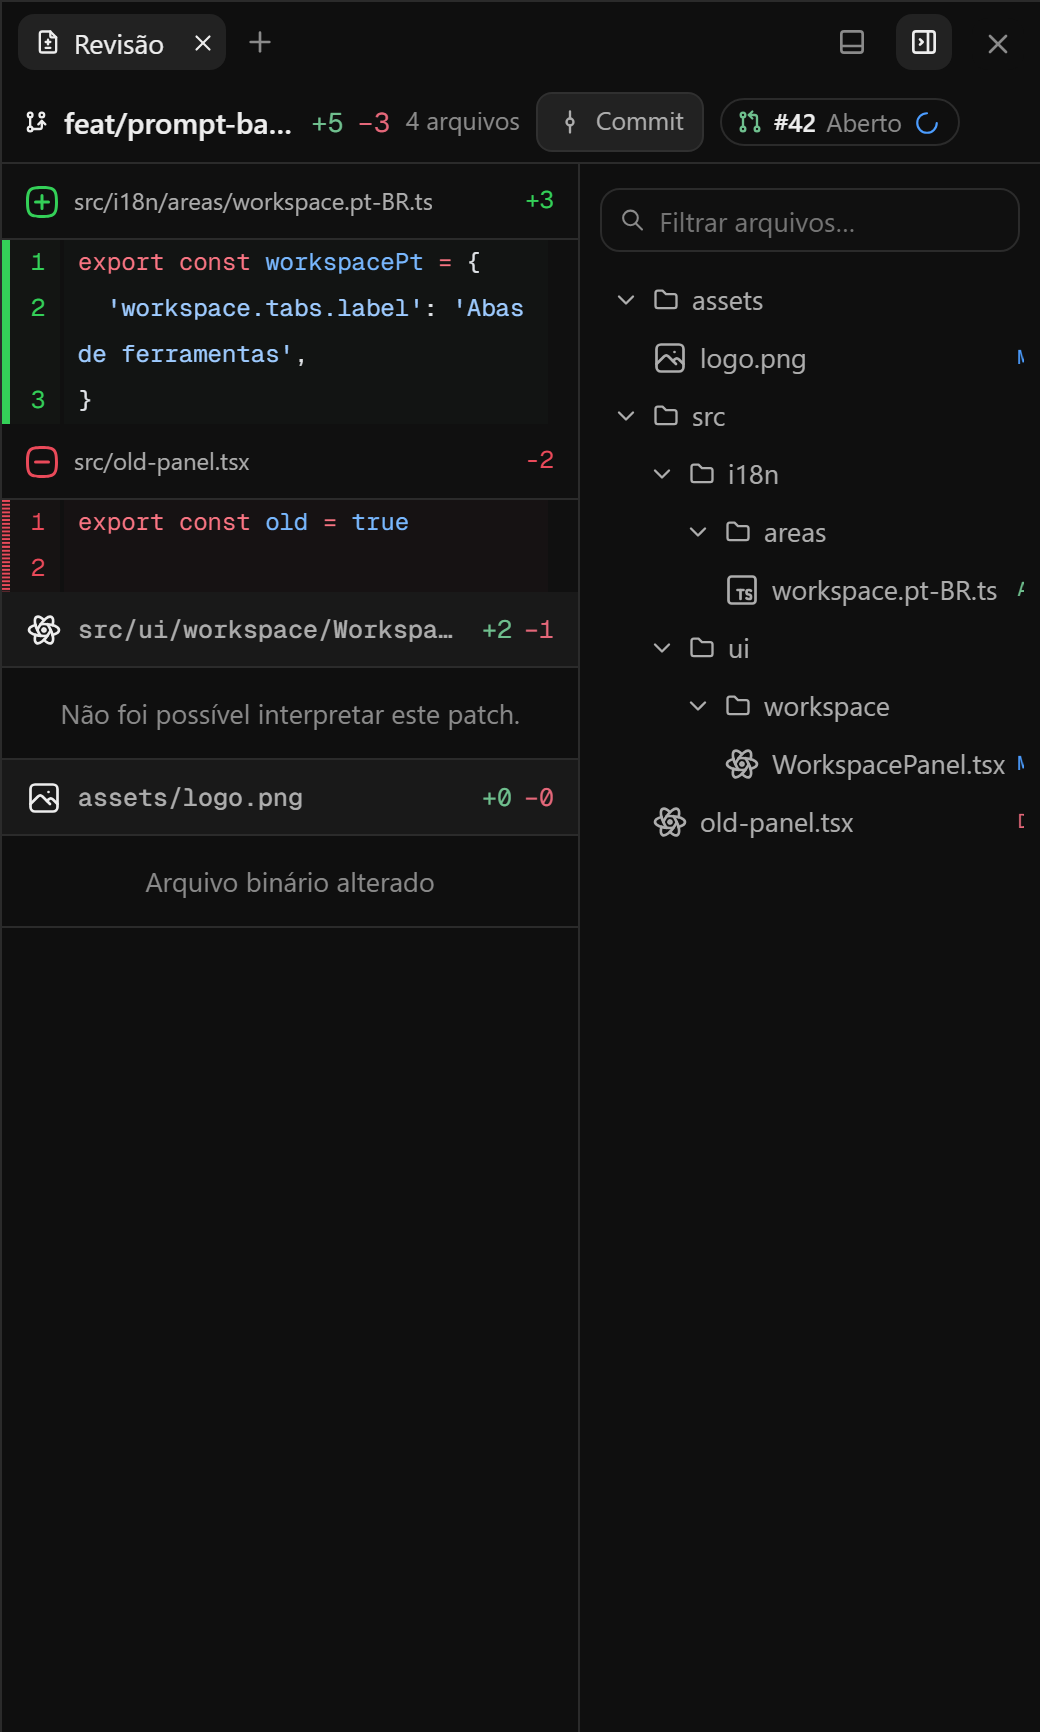 Revisão
feat/prompt-ba... +5 −3 4 arquivos Commit #42 Aberto
src/i18n/areas/workspace.pt-BR.ts +3
1 export const workspacePt = {
2 'workspace.tabs.label': 'Abas
de ferramentas',
3 }
src/old-panel.tsx -2
1 export const old = true
2
src/ui/workspace/Workspa… +2 −1
Não foi possível interpretar este patch.
assets/logo.png +0 −0
Arquivo binário alterado
Filtrar arquivos...
assets
logo.png
src
i18n
areas
TS workspace.pt-BR.ts
ui
workspace
WorkspacePanel.tsx
old-panel.tsx